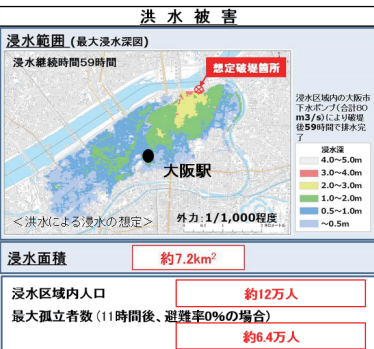 洪水被害
浸水範囲 (最大浸水深図)
浸水継続時間59時間
想定破堤箇所
大阪駅
＜洪水による浸水の想定＞
外力：1/1,000程度
浸水区域内の大阪市
下水ポンプ(合計80
m3/s)により破堤
後59時間で排水完
了
浸水深
4.0～5.0m
3.0～4.0m
2.0～3.0m
1.0～2.0m
0.5～1.0m
～0.5m
浸水面積
約7.2km²
浸水区域内人口
約12万人
最大孤立者数 (11時間後、避難率0%の場合)
約6.4万人